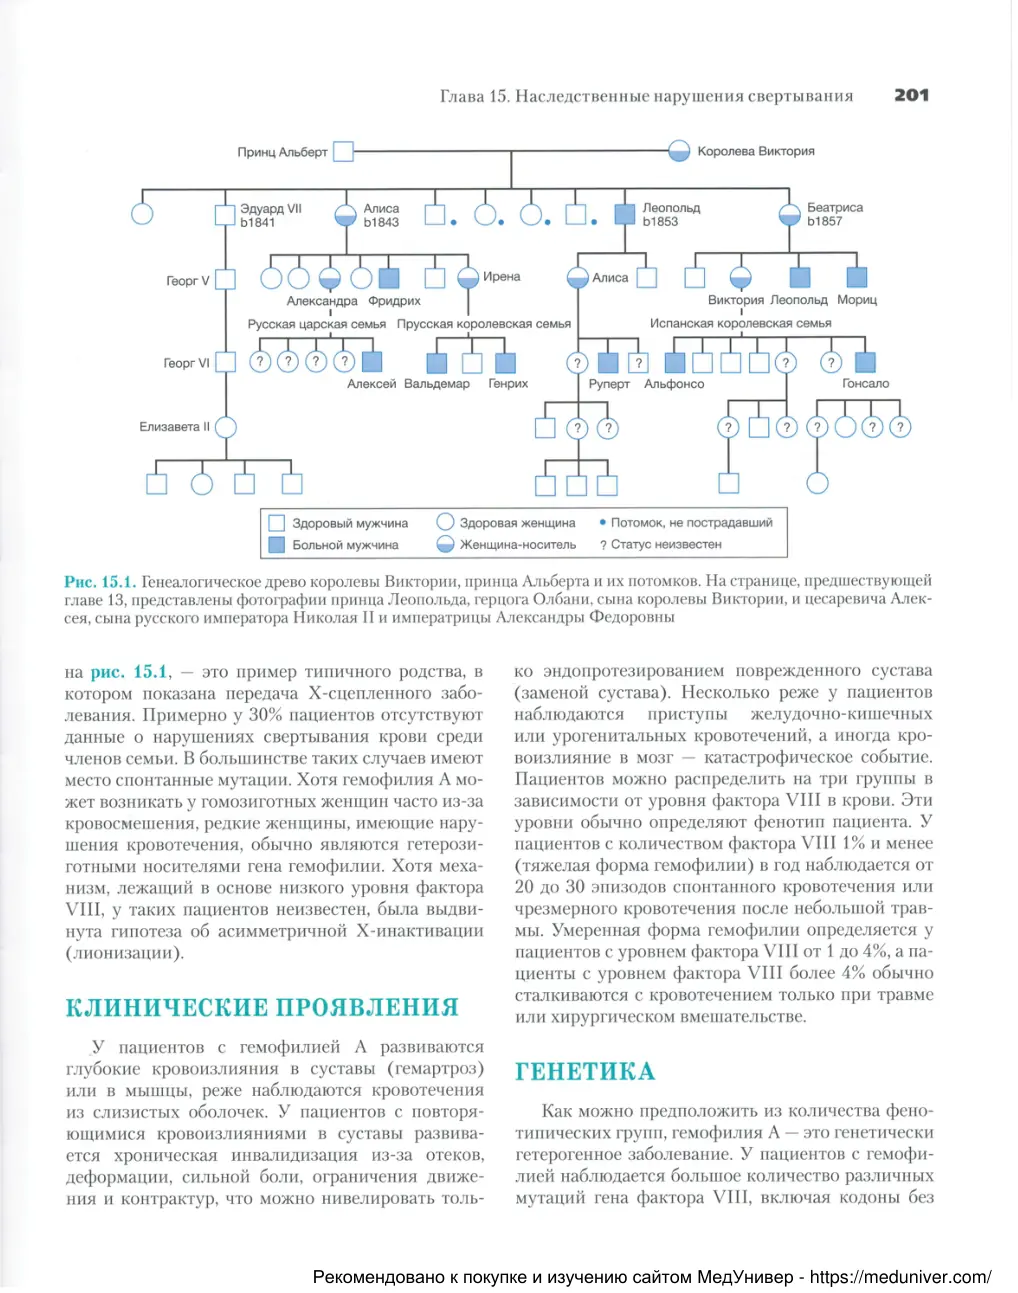 Глава 15. Наследственные нарушения свертывания 201
Принц Альберт
Королева Виктория
Эдуард VII
b1841
Алиса
b1843
Леопольд
b1853
Беатриса
b1857
Георг V
Ирена
Алиса
Александра Фридрих
Виктория Леопольд Мориц
Русская царская семья Прусская королевская семья
Испанская королевская семья
Георг VI
? ? ? ? ? ? ? ?
Алексей Вальдемар Генрих Руперт Альфонсо Гонсало
Елизавета II
? ? ? ? ? ? ?
Здоровый мужчина Здоровая женщина • Потомок, не пострадавший
Больной мужчина Женщина-носитель ? Статус неизвестен
Рис. 15.1. Генеалогическое древо королевы Виктории, принца Альберта и их потомков. На странице, предшествующей
главе 13, представлены фотографии принца Леопольда, герцога Олбани, сына королевы Виктории, и цесаревича Алек-
сея, сына русского императора Николая II и императрицы Александры Федоровны
на рис. 15.1, — это пример типичного родства, в
котором показана передача Х-сцепленного забо-
левания. Примерно у 30% пациентов отсутствуют
данные о нарушениях свертывания крови среди
членов семьи. В большинстве таких случаев имеют
место спонтанные мутации. Хотя гемофилия А мо-
жет возникать у гомозиготных женщин часто из-за
кровосмешения, редкие женщины, имеющие нару-
шения кровотечения, обычно являются гетерози-
готными носителями гена гемофилии. Хотя меха-
низм, лежащий в основе низкого уровня фактора
VIII, у таких пациентов неизвестен, была выдви-
нута гипотеза об асимметричной Х-инактивации
(лионизации).
КЛИНИЧЕСКИЕ ПРОЯВЛЕНИЯ
У пациентов с гемофилией А развиваются
глубокие кровоизлияния в суставы (гемартроз)
или в мышцы, реже наблюдаются кровотечения
из слизистых оболочек. У пациентов с повторя-
ющимися кровоизлияниями в суставы развива-
ется хроническая инвалидизация из-за отеков,
деформации, сильной боли, ограничения движе-
ния и контрактур, что можно нивелировать толь-
ко эндопротезированием поврежденного сустава
(заменой сустава). Несколько реже у пациентов
наблюдаются приступы желудочно-кишечных
или урогенитальных кровотечений, а иногда кро-
воизлияние в мозг — катастрофическое событие.
Пациентов можно распределить на три группы в
зависимости от уровня фактора VIII в крови. Эти
уровни обычно определяют фенотип пациента. У
пациентов с количеством фактора VIII 1% и менее
(тяжелая форма гемофилии) в год наблюдается от
20 до 30 эпизодов спонтанного кровотечения или
чрезмерного кровотечения после небольшой трав-
мы. Умеренная форма гемофилии определяется у
пациентов с уровнем фактора VIII от 1 до 4%, а па-
циенты с уровнем фактора VIII более 4% обычно
сталкиваются с кровотечением только при травме
или хирургическом вмешательстве.
ГЕНЕТИКА
Как можно предположить из количества фено-
типических групп, гемофилия А — это генетически
гетерогенное заболевание. У пациентов с гемофи-
лией наблюдается большое количество различных
мутаций гена фактора VIII, включая кодоны без
Рекомендовано к покупке и изучению сайтом МедУнивер - https://meduniver.com/